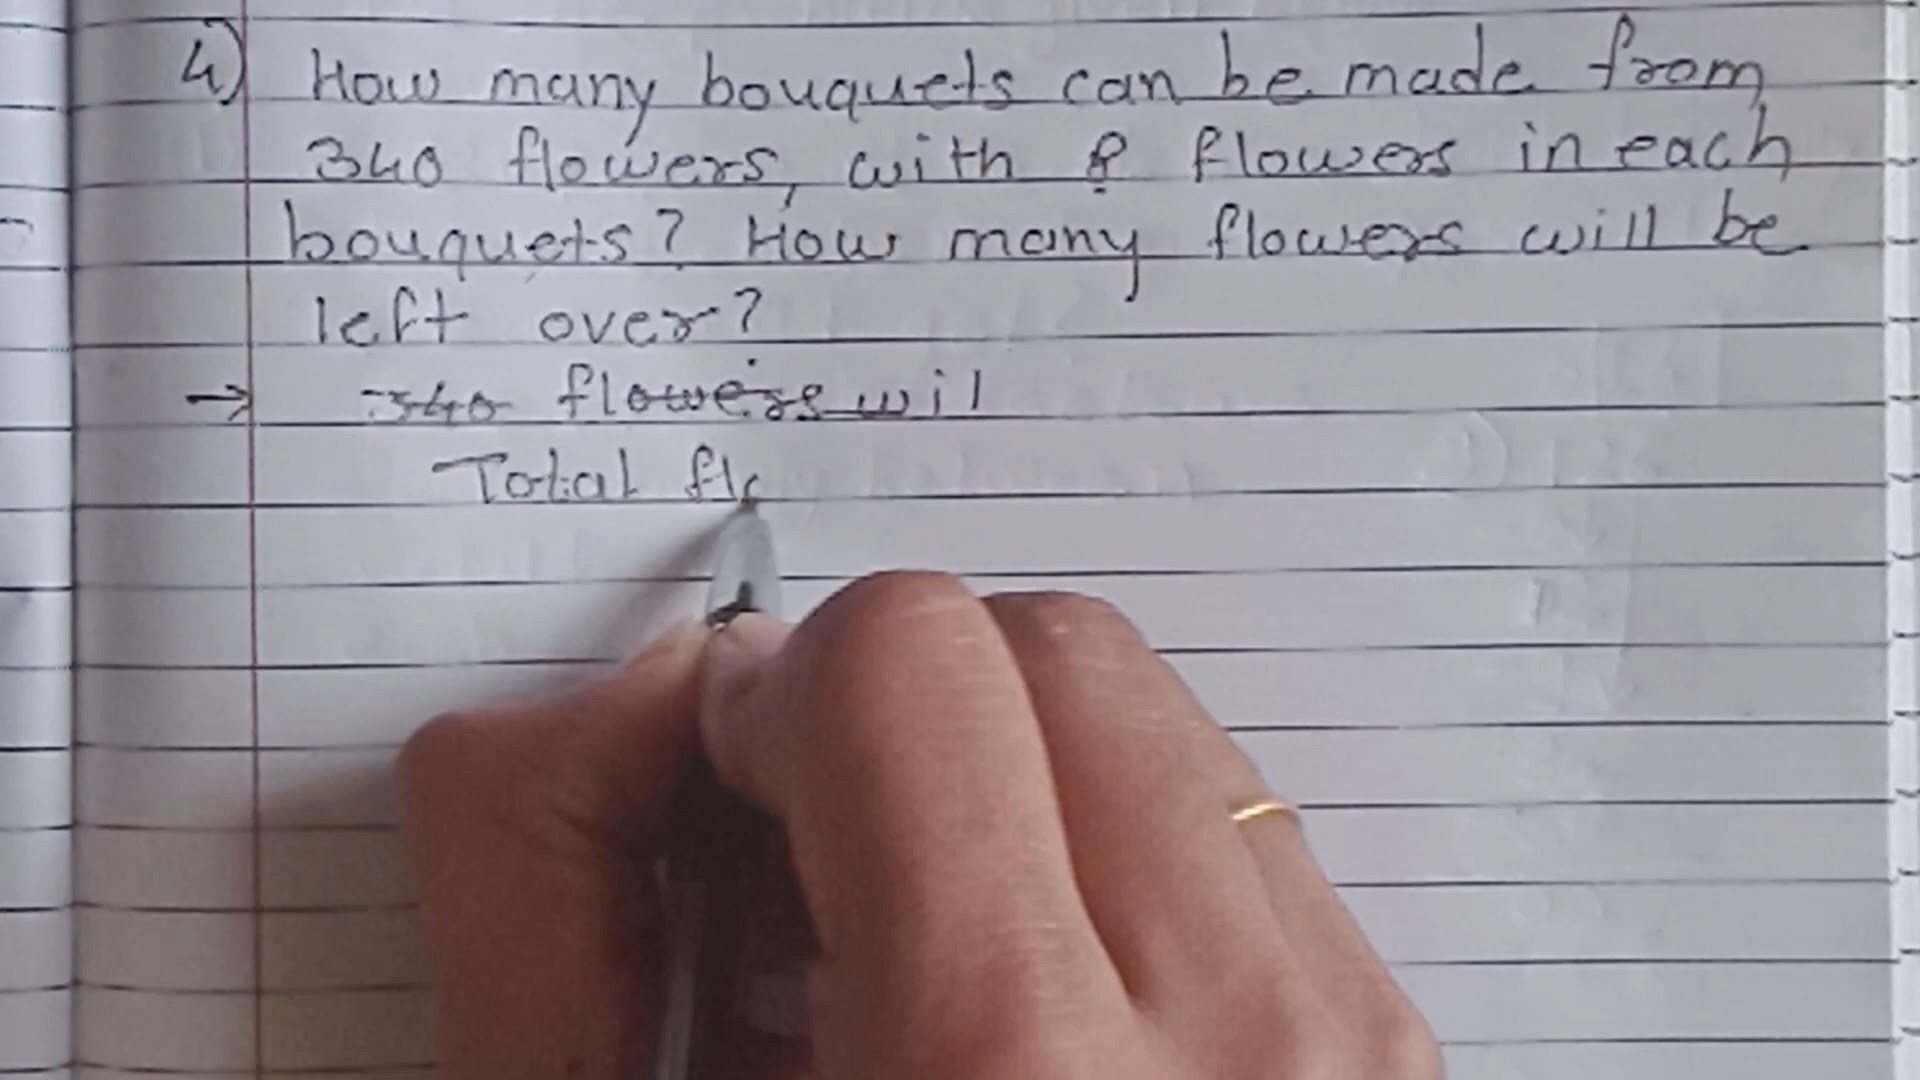 4) How many bouquets can be made from
340 flowers, with 8 flowers in each
bouquets? How many flowers will be
left over?
→ 340 flowers wil
Total flo